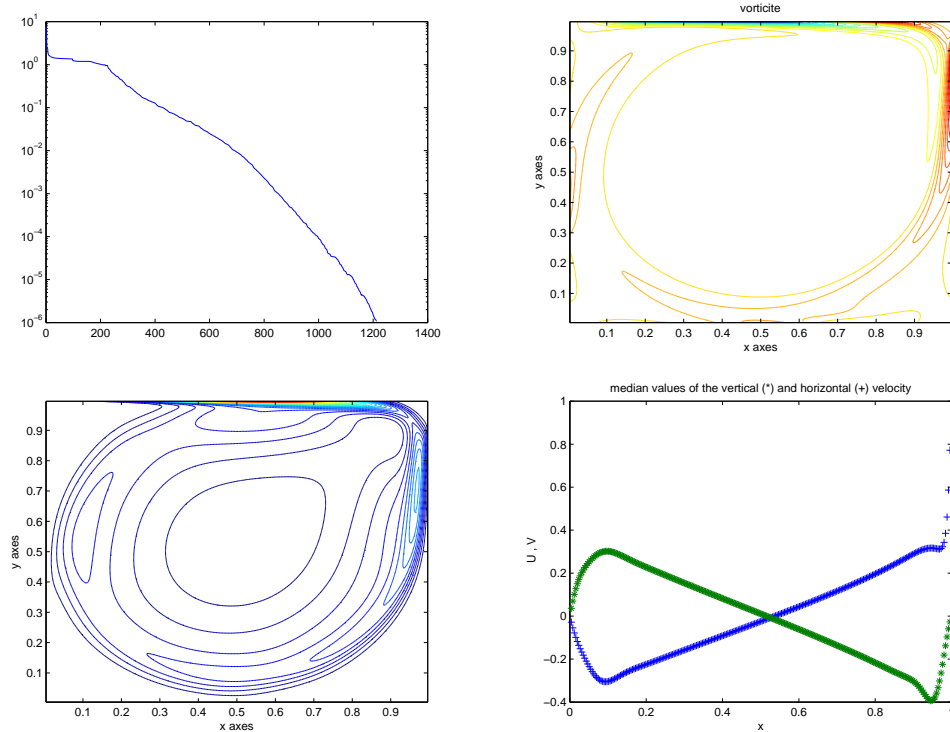 10^1
10^0
10^-1
10^-2
10^-3
10^-4
10^-5
10^-6
0 200 400 600 800 1000 1200 1400
vorticite
0.9
0.8
0.7
0.6
0.5
0.4
0.3
0.2
0.1
y axes
0.1 0.2 0.3 0.4 0.5 0.6 0.7 0.8 0.9
x axes
0.9
0.8
0.7
0.6
0.5
0.4
0.3
0.2
0.1
y axes
0.1 0.2 0.3 0.4 0.5 0.6 0.7 0.8 0.9
x axes
median values of the vertical (*) and horizontal (+) velocity
1
0.8
0.6
0.4
0.2
0
−0.2
−0.4
U , V
0 0.2 0.4 0.6 0.8 1
x